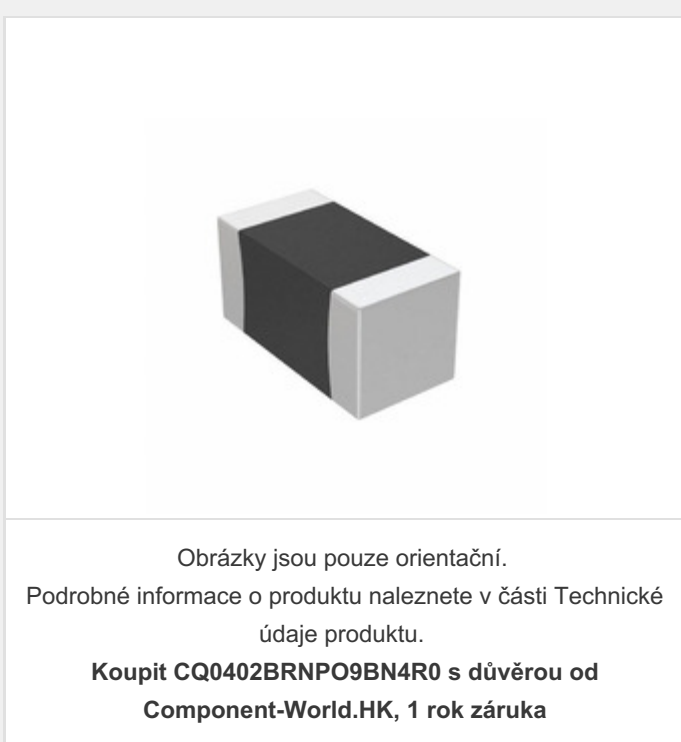 Obrázky jsou pouze orientační.
Podrobné informace o produktu naleznete v části Technické
údaje produktu.
Koupit CQ0402BRNPO9BN4R0 s důvěrou od
Component-World.HK, 1 rok záruka